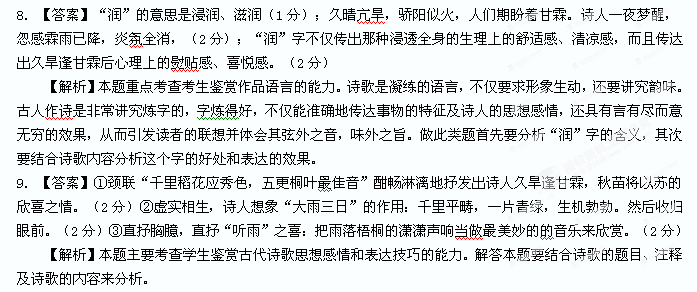 8. 【答案】“润”的意思是浸润、滋润(1 分)；久晴亢旱，骄阳似火，人们期盼着甘霖。诗人一夜梦醒，
忽感霖雨已降，炎氛全消，（2 分）；“润”字不仅传出那种浸透全身的生理上的舒适感、清凉感，而且传达
出久旱逢甘霖后心理上的熨贴感、喜悦感。（2 分）
【解析】本题重点考查考生鉴赏作品语言的能力。诗歌是凝练的语言，不仅要求形象生动，还要讲究韵味。
古人作诗是非常讲究炼字的，字炼得好，不仅能准确地传达事物的特征及诗人的思想感情，还具有言有尽而意
无穷的效果，从而引发读者的联想并体会其弦外之音，味外之旨。做此类题首先要分析“润”字的含义，其次
要结合诗歌内容分析这个字的好处和表达的效果。
9. 【答案】①颈联“千里稻花应秀色，五更桐叶最佳音”酣畅淋漓地抒发出诗人久旱逢甘霖，秋苗将以苏的
欣喜之情。（2 分）②虚实相生，诗人想象“大雨三日”的作用：千里平畴，一片青绿，生机勃勃。然后收归
眼前。（2 分）③直抒胸臆，直抒“听雨”之喜：把雨落梧桐的潇潇声响当做最美妙的的音乐来欣赏。（2 分）
【解析】本题主要考查学生鉴赏古代诗歌思想感情和表达技巧的能力。解答本题要结合诗歌的题目、注释
及诗歌的内容来分析。